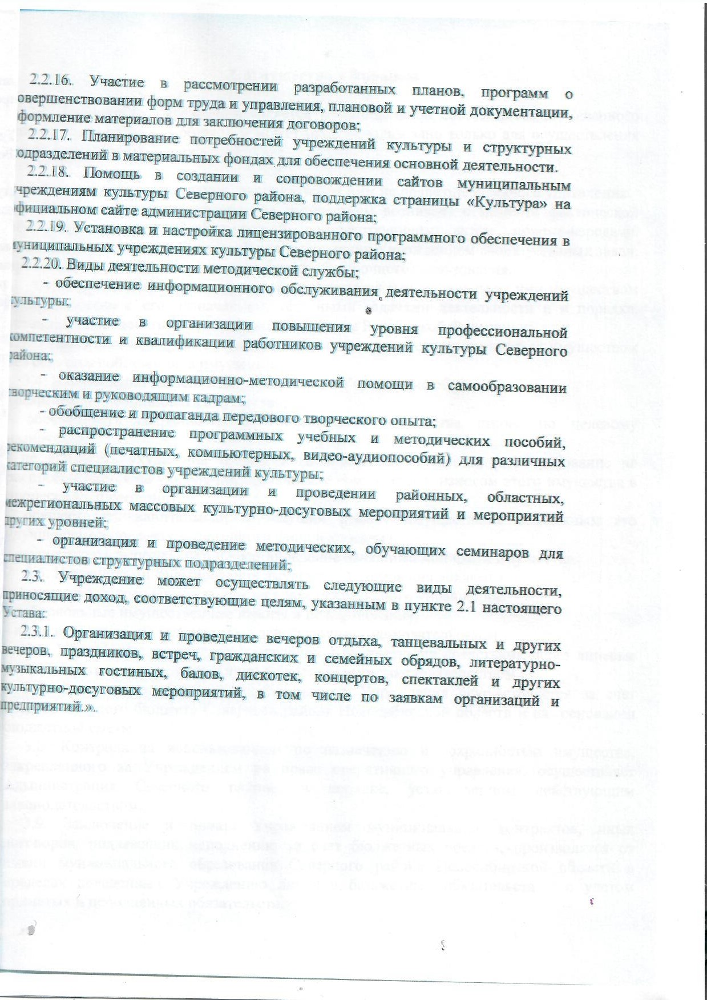 2.2.16. Участие в рассмотрении разработанных планов, программ о
овершенствовании форм труда и управления, плановой и учетной документации,
формление материалов для заключения договоров;
2.2.17. Планирование потребностей учреждений культуры и структурных
одразделений в материальных фондах для обеспечения основной деятельности.
2.2.18. Помощь в создании и сопровождении сайтов муниципальным
чреждениям культуры Северного района, поддержка страницы «Культура» на
фициальном сайте администрации Северного района;
2.2.19. Установка и настройка лицензированного программного обеспечения в
униципальных учреждениях культуры Северного района;
2.2.20. Виды деятельности методической службы;
- обеспечение информационного обслуживания деятельности учреждений
культуры;
- участие в организации повышения уровня профессиональной
компетентности и квалификации работников учреждений культуры Северного
района;
- оказание информационно-методической помощи в самообразовании
творческим и руководящим кадрам;
- обобщение и пропаганда передового творческого опыта;
- распространение программных учебных и методических пособий,
рекомендаций (печатных, компьютерных, видео-аудиопособий) для различных
категорий специалистов учреждений культуры;
- участие в организации и проведении районных, областных,
межрегиональных массовых культурно-досуговых мероприятий и мероприятий
других уровней;
- организация и проведение методических, обучающих семинаров для
специалистов структурных подразделений;
2.3. Учреждение может осуществлять следующие виды деятельности,
приносящие доход, соответствующие целям, указанным в пункте 2.1 настоящего
Устава:
2.3.1. Организация и проведение вечеров отдыха, танцевальных и других
вечеров, праздников, встреч, гражданских и семейных обрядов, литературно-
музыкальных гостиных, балов, дискотек, концертов, спектаклей и других
культурно-досуговых мероприятий, в том числе по заявкам организаций и
предприятий.».